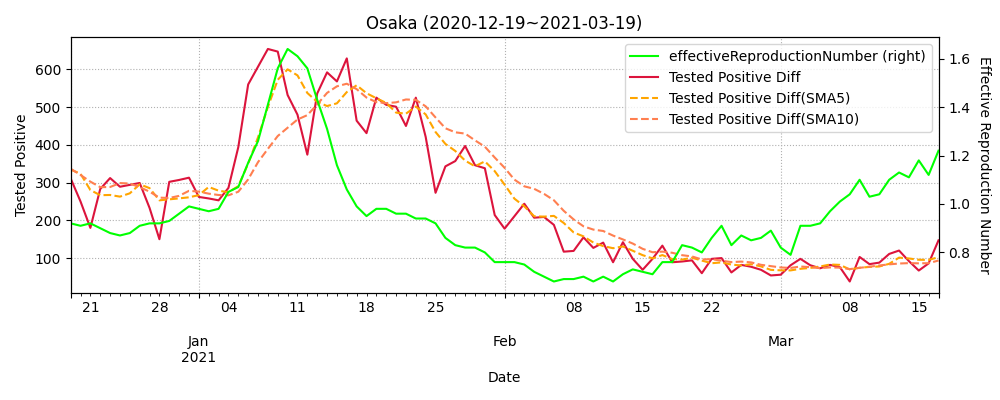 Osaka (2020-12-19~2021-03-19)
effectiveReproductionNumber (right)
Tested Positive Diff
Tested Positive Diff(SMA5)
Tested Positive Diff(SMA10)
Tested Positive
600
500
400
300
200
100
1.6
1.4
1.2
1.0
0.8
Effective Reproduction Number
21 28 04 11 18 25 08 15 22 08 15
Jan Feb Mar
2021
Date